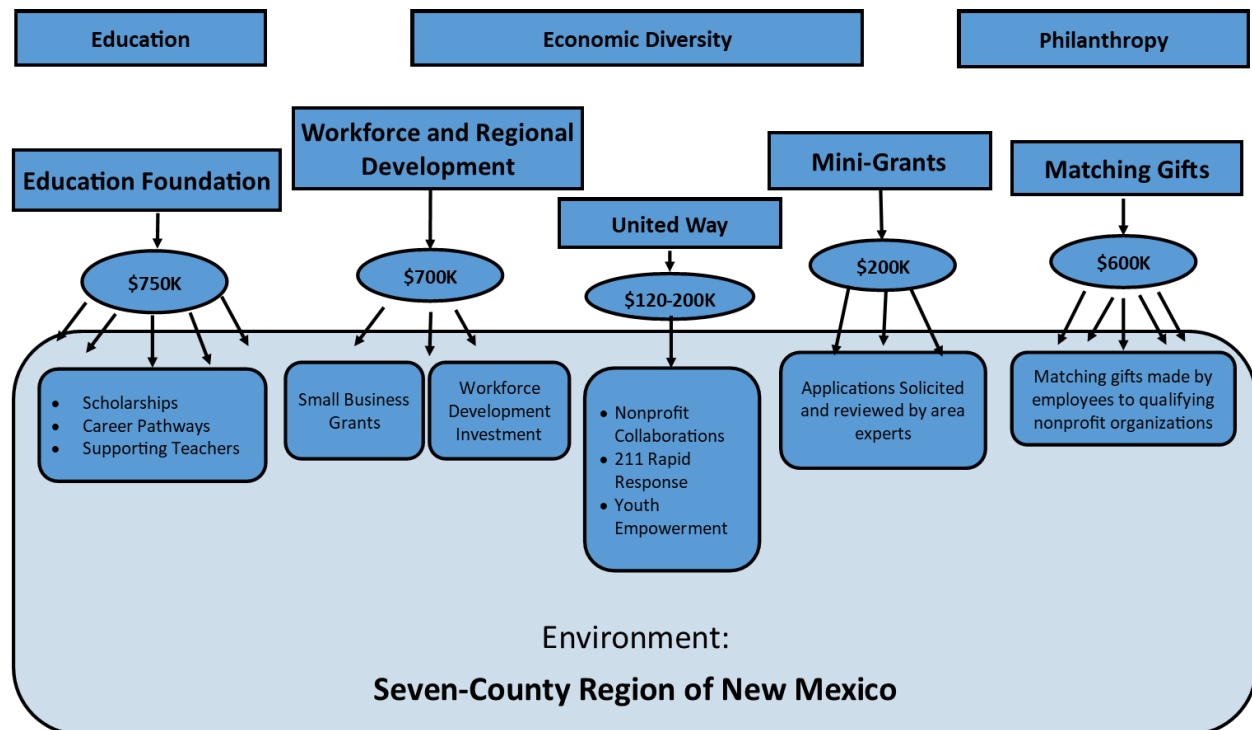 Education
Economic Diversity
Philanthropy
Workforce and Regional
Development
Mini-Grants
Matching Gifts
Education Foundation
United Way
$750K
$700K
$120-200K
$200K
$600K
• Scholarships
• Career Pathways
• Supporting Teachers
Small Business
Grants
Workforce
Development
Investment
• Nonprofit
Collaborations
• 211 Rapid
Response
• Youth
Empowerment
Applications Solicited
and reviewed by area
experts
Matching gifts made by
employees to qualifying
nonprofit organizations
Environment:
Seven-County Region of New Mexico